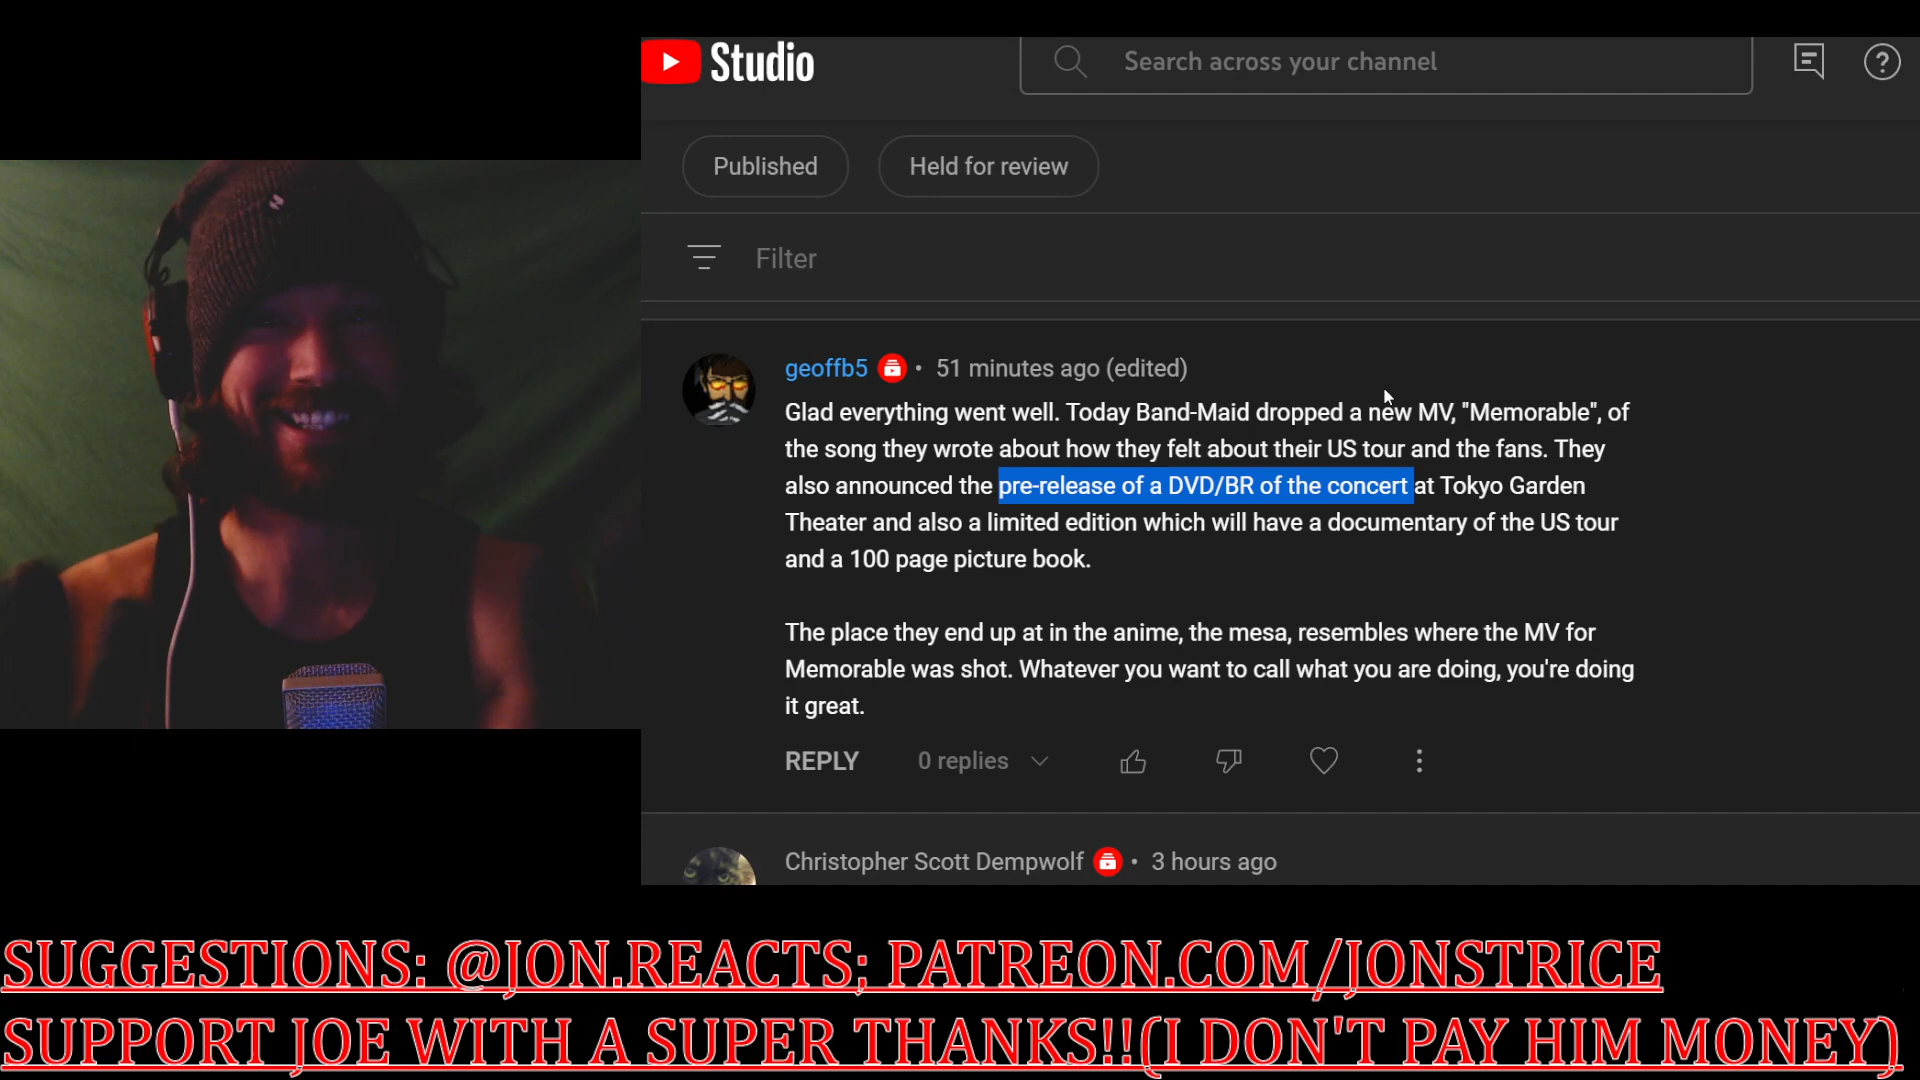 Studio
Search across your channel
Published
Held for review
Filter
geoffb5 • 51 minutes ago (edited)
Glad everything went well. Today Band-Maid dropped a new MV, "Memorable", of
the song they wrote about how they felt about their US tour and the fans. They
also announced the pre-release of a DVD/BR of the concert at Tokyo Garden
Theater and also a limited edition which will have a documentary of the US tour
and a 100 page picture book.
The place they end up at in the anime, the mesa, resembles where the MV for
Memorable was shot. Whatever you want to call what you are doing, you're doing
it great.
REPLY 0 replies
Christopher Scott Dempwolf • 3 hours ago
SUGGESTIONS: @JON.REACTS; PATREON.COM/JONSTRICE
SUPPORT JOE WITH A SUPER THANKS!!(I DON'T PAY HIM MONEY)